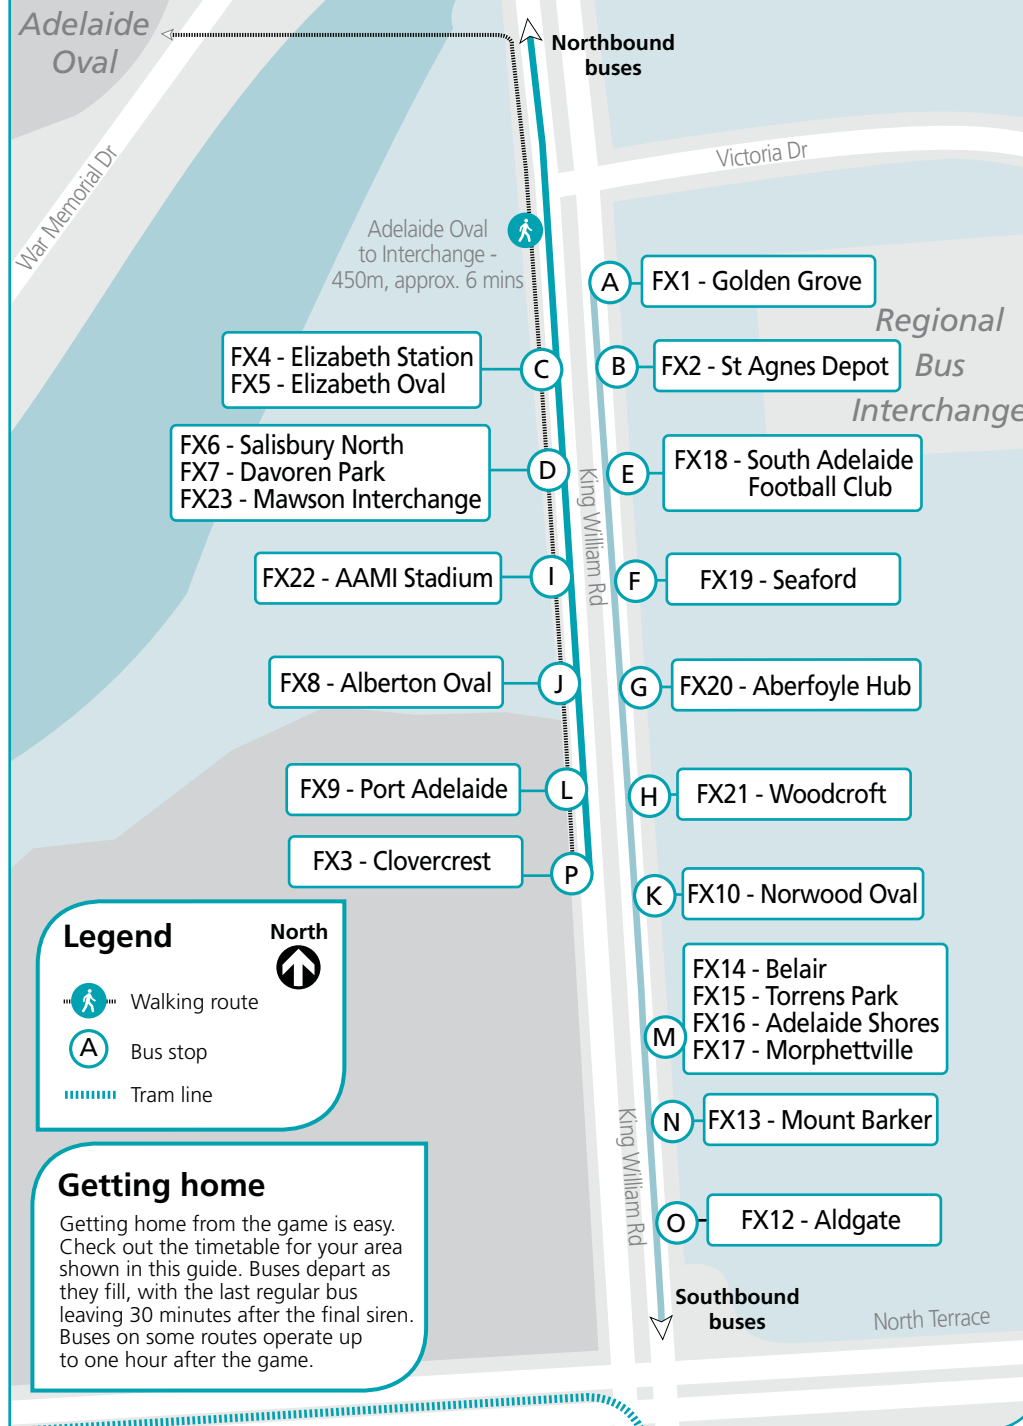 Adelaide
Oval
Northbound
buses
Victoria Dr
War Memorial Dr
Adelaide Oval
to Interchange -
450m, approx. 6 mins
A
FX1 - Golden Grove
Regional
Bus
Interchange
FX4 - Elizabeth Station
FX5 - Elizabeth Oval
C
B
FX2 - St Agnes Depot
FX6 - Salisbury North
FX7 - Davoren Park
FX23 - Mawson Interchange
D
King William Rd
E
FX18 - South Adelaide
Football Club
FX22 - AAMI Stadium
I
F
FX19 - Seaford
FX8 - Alberton Oval
J
G
FX20 - Aberfoyle Hub
FX9 - Port Adelaide
L
H
FX21 - Woodcroft
FX3 - Clovercrest
P
K
FX10 - Norwood Oval
M
FX14 - Belair
FX15 - Torrens Park
FX16 - Adelaide Shores
FX17 - Morphettville
King William Rd
N
FX13 - Mount Barker
O
FX12 - Aldgate
Southbound
buses
North Terrace
Legend
North
Walking route
A
Bus stop
Tram line
Getting home
Getting home from the game is easy.
Check out the timetable for your area
shown in this guide. Buses depart as
they fill, with the last regular bus
leaving 30 minutes after the final siren.
Buses on some routes operate up
to one hour after the game.